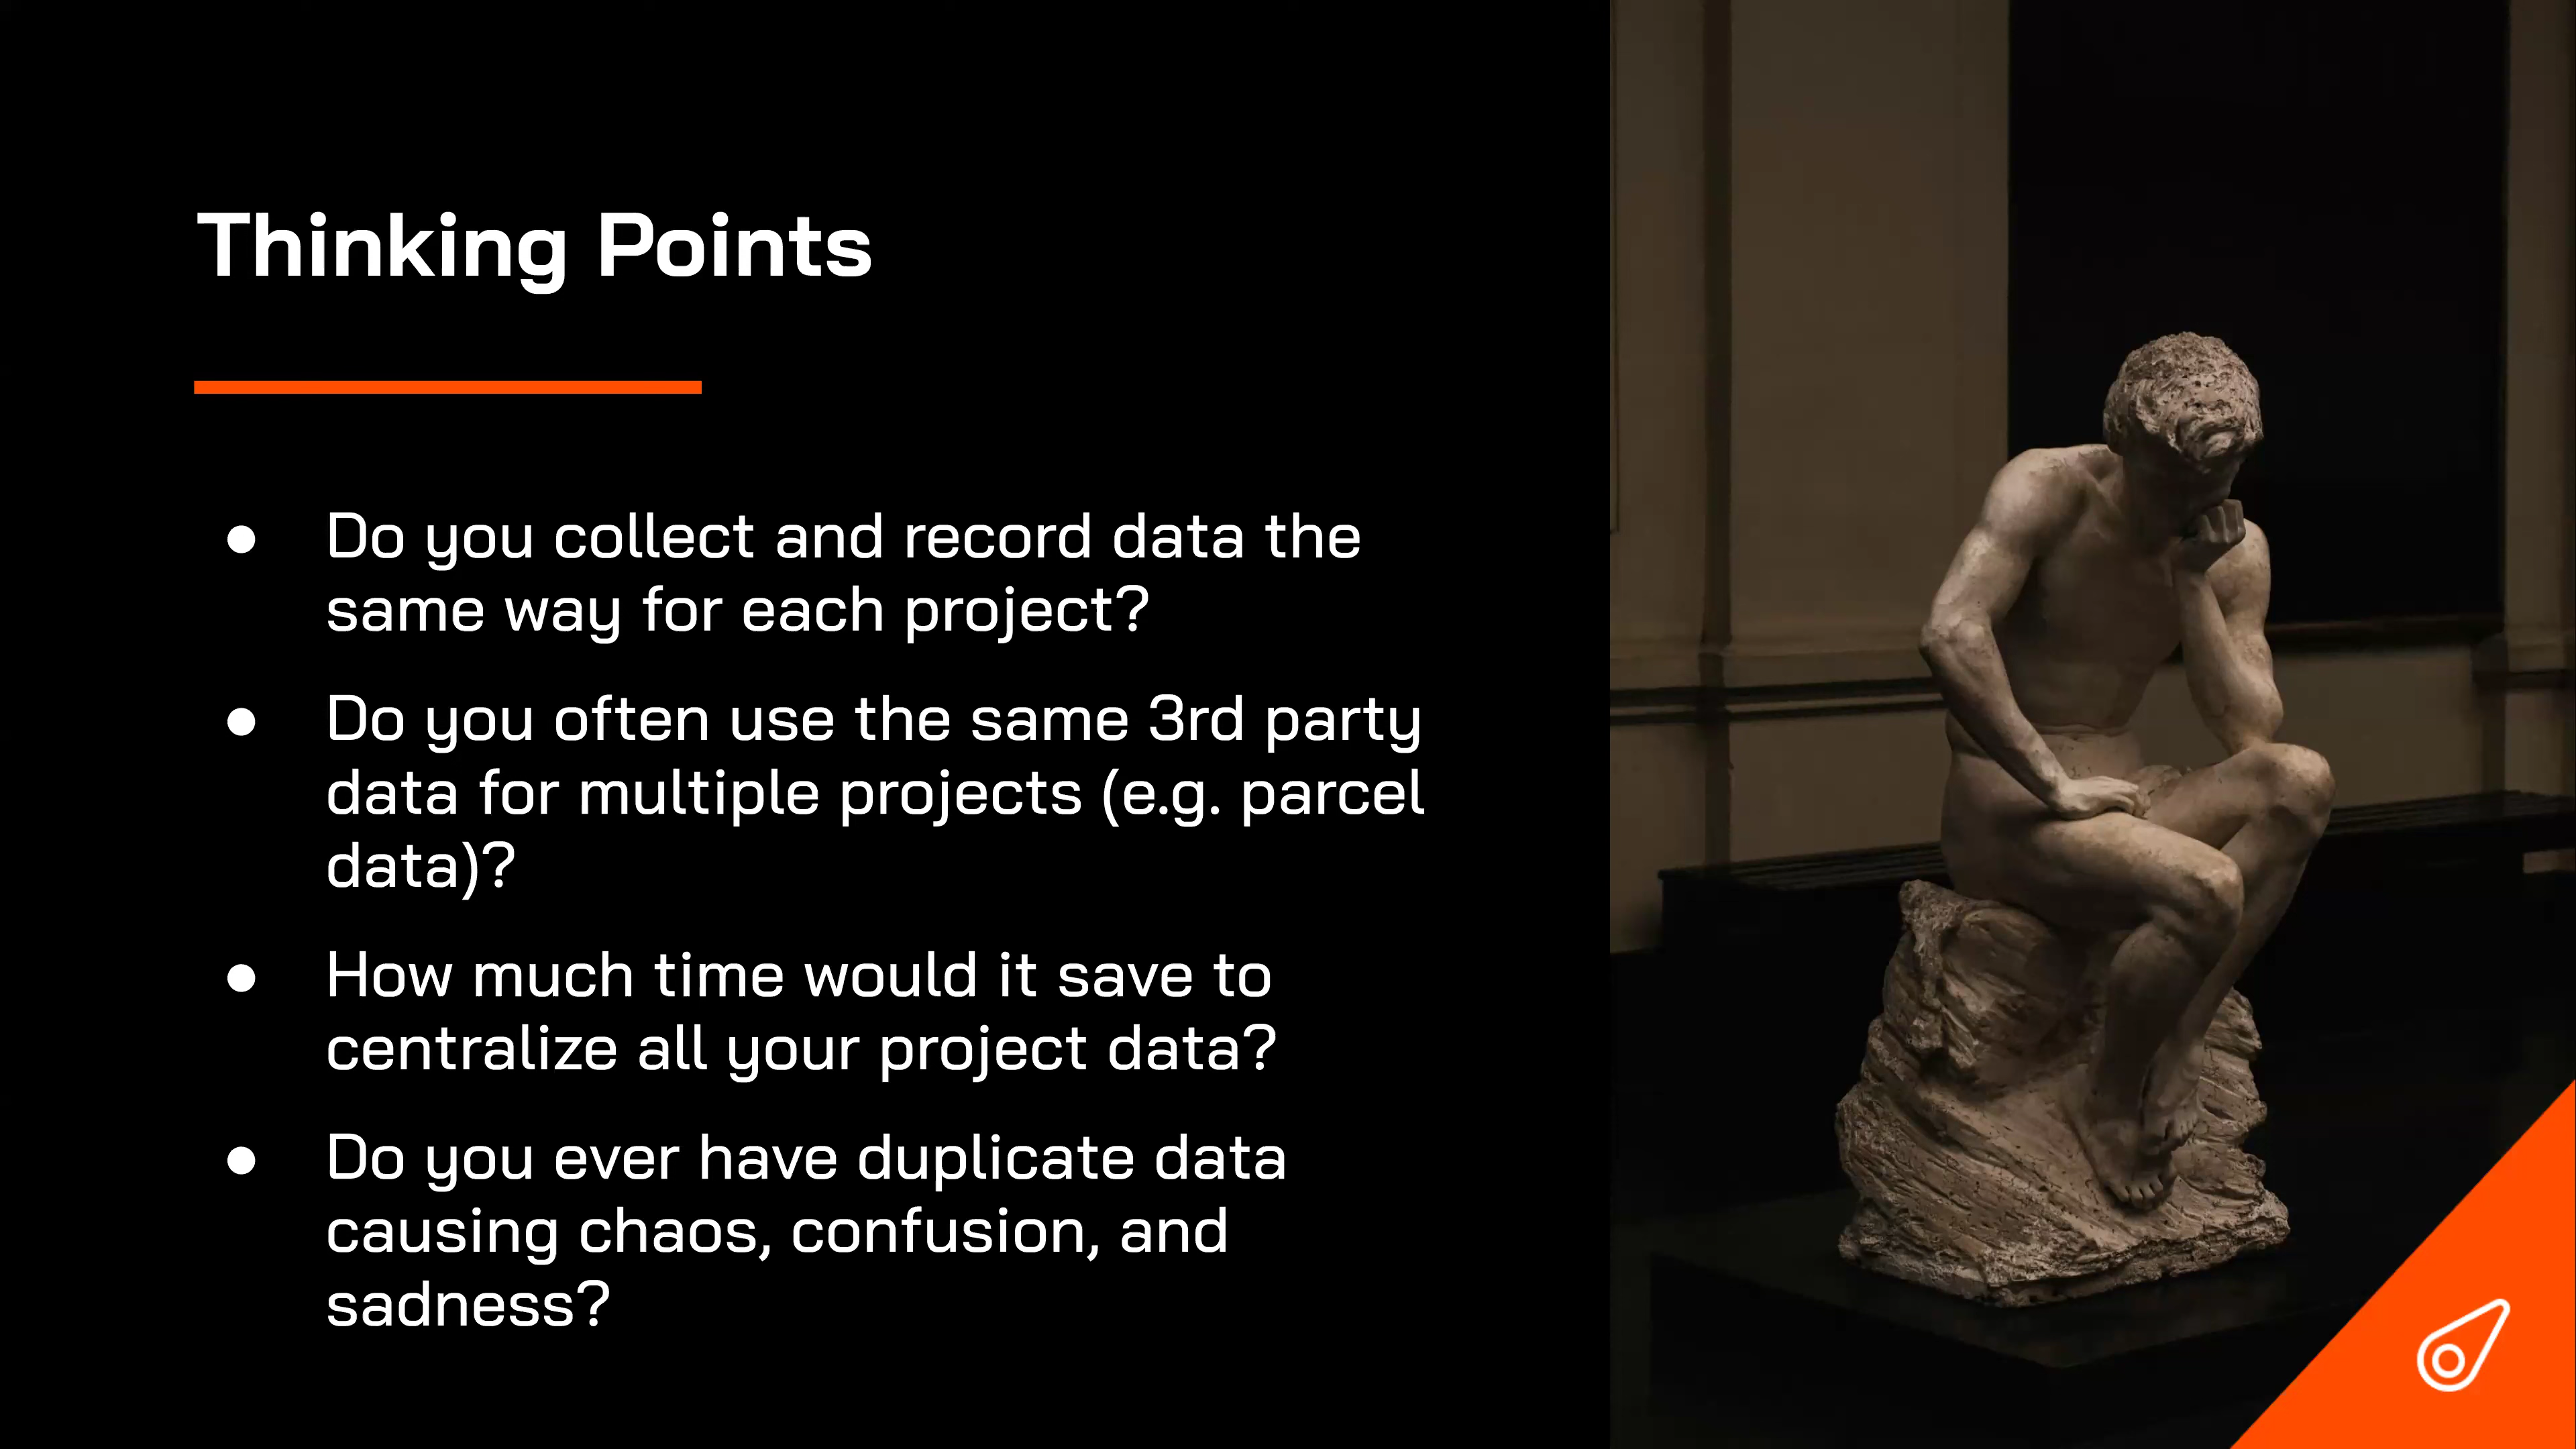 Thinking Points
● Do you collect and record data the
same way for each project?
● Do you often use the same 3rd party
data for multiple projects (e.g. parcel
data)?
● How much time would it save to
centralize all your project data?
● Do you ever have duplicate data
causing chaos, confusion, and
sadness?